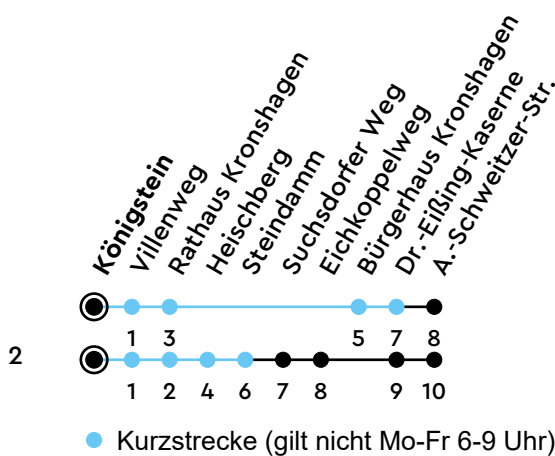 Königstein
Villenweg
Rathaus Kronshagen
Heischberg
Steindamm
Suchsdorfer Weg
Eichkoppelweg
Bürgerhaus Kronshagen
Dr.-Eißing-Kaserne
A.-Schweitzer-Str.
1 3 5 7 8
2
1 2 4 6 7 8 9 10
Kurzstrecke (gilt nicht Mo-Fr 6-9 Uhr)